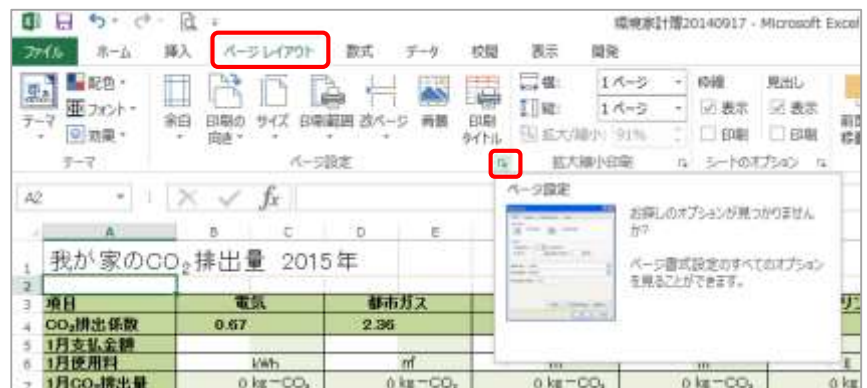 環境家計簿20140917 - Microsoft Excel
ファイル ホーム 挿入 ページ レイアウト 数式 データ 校閲 表示 開発
配色 幅: 1 ページ 枠線 見出し
フォント 縦: 1 ページ 表示 表示
テーマ 効果 余白 印刷の向き サイズ 印刷範囲 改ページ 背景 印刷タイトル 拡大/縮小: 91% 印刷 印刷
テーマ ページ設定 拡大縮小印刷 シートのオプション
A2 fx
ページ設定
お探しのオプションが見つかりませんか?
ページ書式設定のすべてのオプションを見ることができます。
A B C D E
1 我が家のCO₂排出量 2015年
2
3 項目 電気 都市ガス
4 CO₂排出係数 0.67 2.36
5 1月支払金額
6 1月使用料 kWh ㎥ ㎥ ㎥
7 1月CO₂排出量 0 kg-CO₂ 0 kg-CO₂ 0 kg-CO₂ 0 kg-CO₂